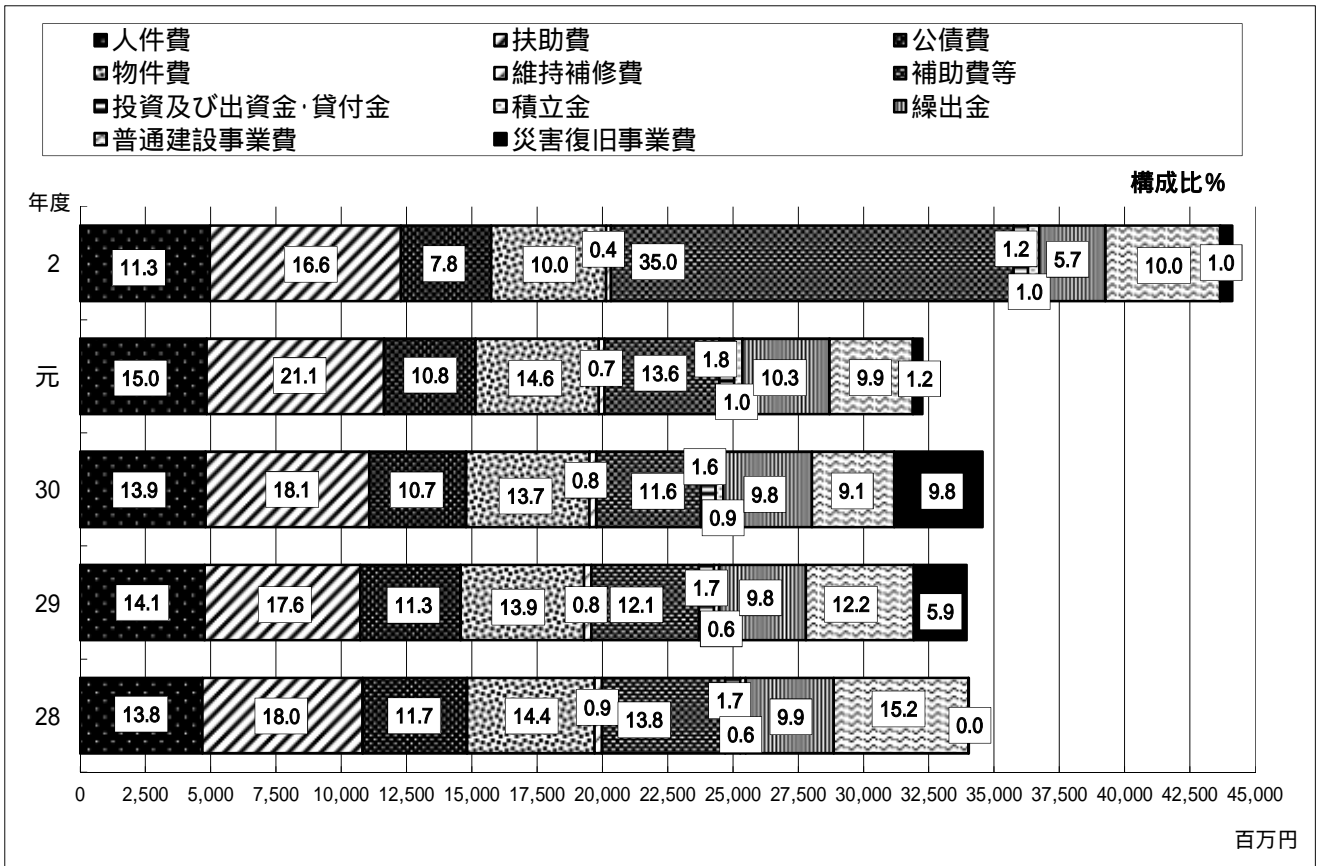 人件費 扶助費 公債費
物件費 維持補修費 補助費等
投資及び出資金･貸付金 積立金 繰出金
普通建設事業費 災害復旧事業費
構成比%
年度
2 11.3 16.6 7.8 10.0 0.4 35.0 1.2 1.0 5.7 10.0 1.0
元 15.0 21.1 10.8 14.6 0.7 13.6 1.8 1.0 10.3 9.9 1.2
30 13.9 18.1 10.7 13.7 0.8 11.6 1.6 0.9 9.8 9.1 9.8
29 14.1 17.6 11.3 13.9 0.8 12.1 1.7 0.6 9.8 12.2 5.9
28 13.8 18.0 11.7 14.4 0.9 13.8 1.7 0.6 9.9 15.2 0.0
0 2,500 5,000 7,500 10,000 12,500 15,000 17,500 20,000 22,500 25,000 27,500 30,000 32,500 35,000 37,500 40,000 42,500 45,000
百万円